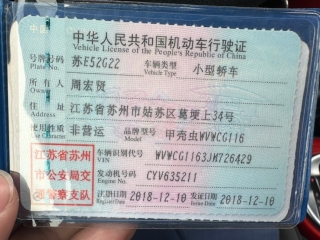 中华人民共和国机动车行驶证
Vehicle License of the People's Republic of China
号牌号码 苏E52G22 车辆类型 小型轿车
Plate No. Vehicle Type
所有人 周宏贤
Owner
住址 江苏省苏州市姑苏区葛埂上34号
Address
使用性质 非营运 品牌型号 甲壳虫WVWCG116
Use Character Model
江苏省苏州 车辆识别代号 WVWCG1163JM726429
VIN
市公安局交 发动机号码 CYV635211
Engine No.
通警察支队 注册日期 2018-12-10 发证日期 2018-12-10
Register Date Issue Date